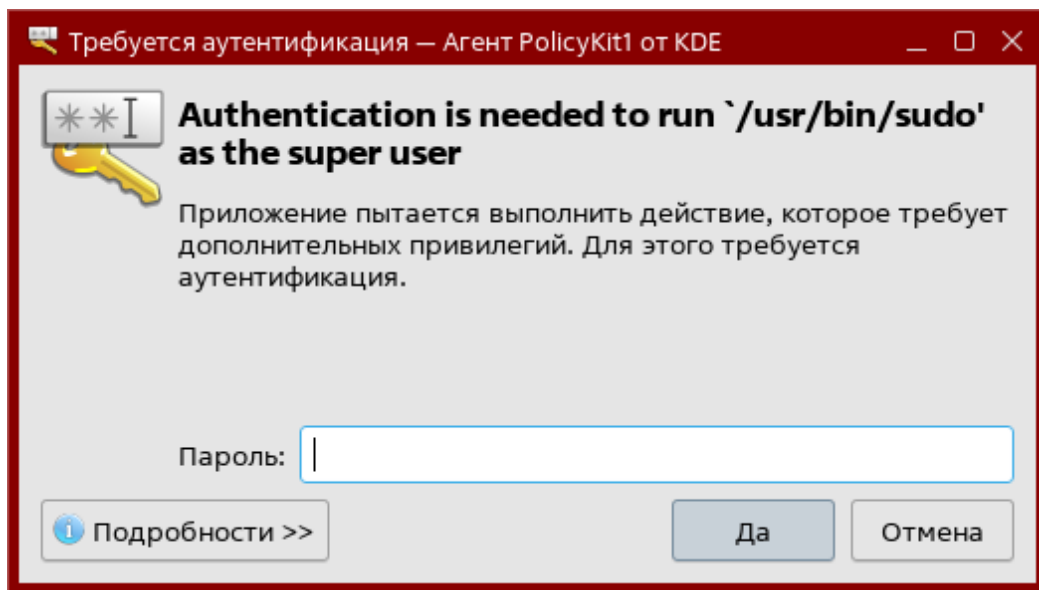 Требуется аутентификация — Агент PolicyKit1 от KDE
Authentication is needed to run `/usr/bin/sudo'
as the super user
Приложение пытается выполнить действие, которое требует
дополнительных привилегий. Для этого требуется
аутентификация.
Пароль:
Подробности >>
Да
Отмена